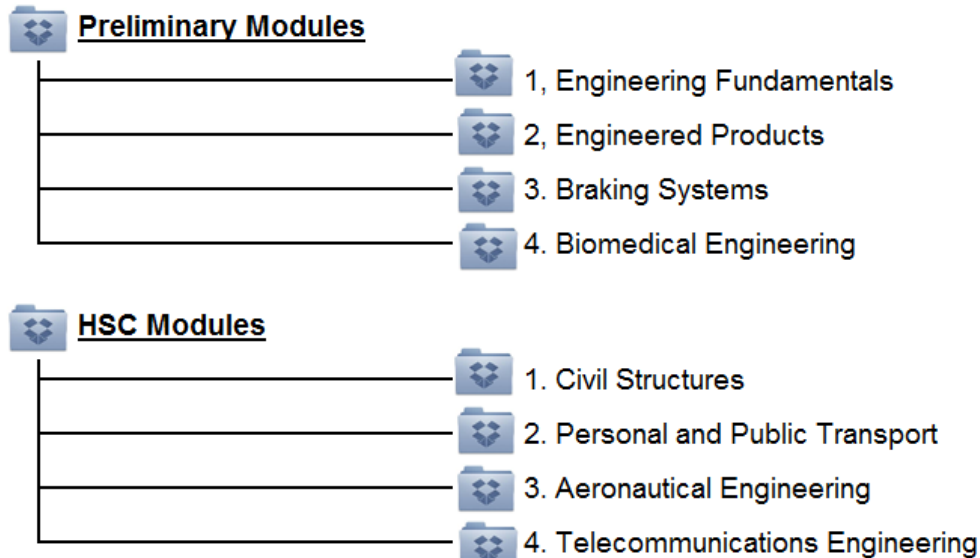 Preliminary Modules
1, Engineering Fundamentals
2, Engineered Products
3. Braking Systems
4. Biomedical Engineering
HSC Modules
1. Civil Structures
2. Personal and Public Transport
3. Aeronautical Engineering
4. Telecommunications Engineering